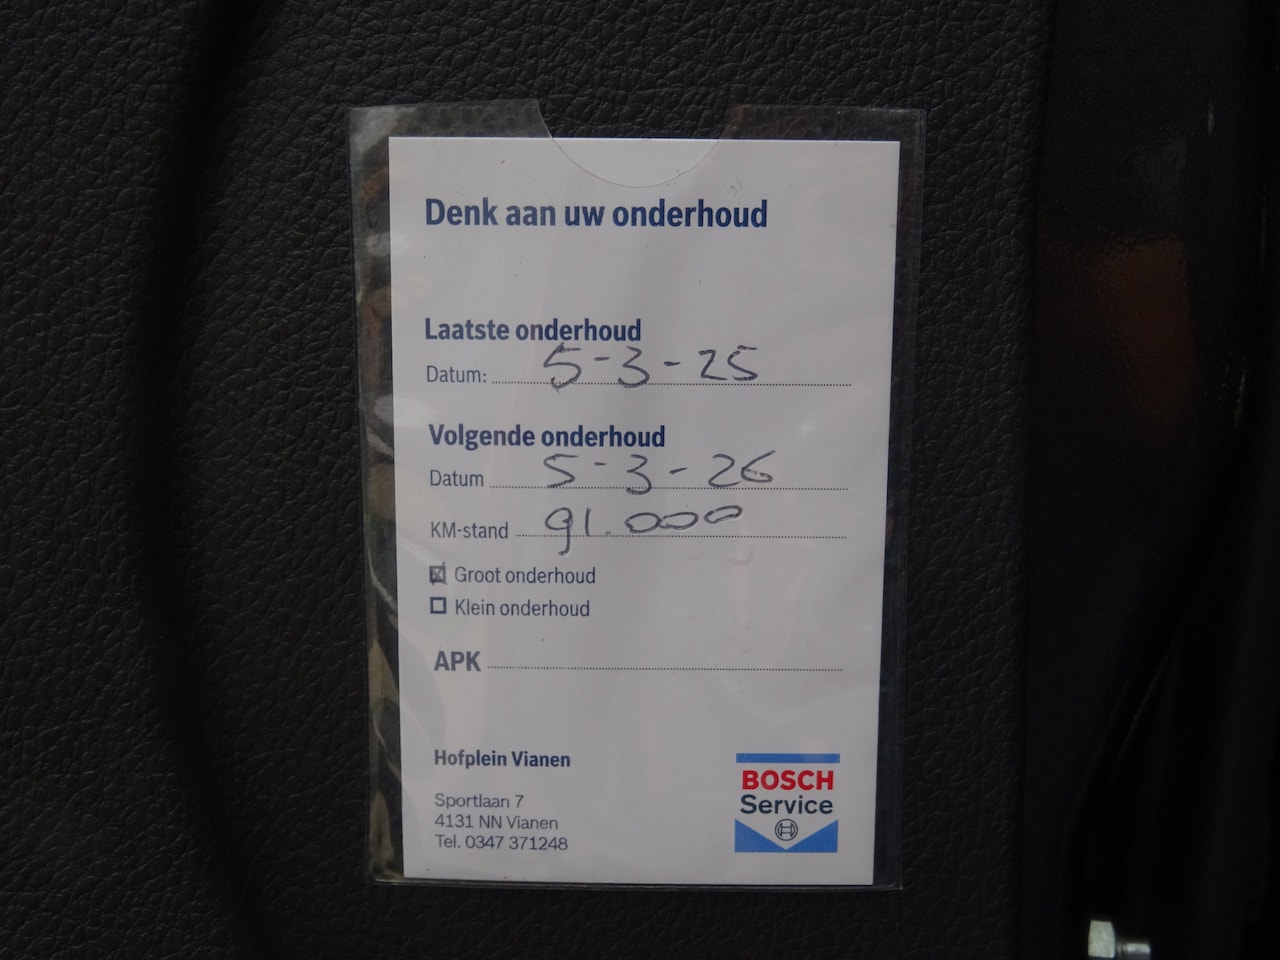 Denk aan uw onderhoud
Laatste onderhoud
Datum: 5-3-25
Volgende onderhoud
Datum 5-3-26
KM-stand 91.000
Groot onderhoud
Klein onderhoud
APK
Hofplein Vianen
Sportlaan 7
4131 NN Vianen
Tel. 0347 371248
BOSCH
Service